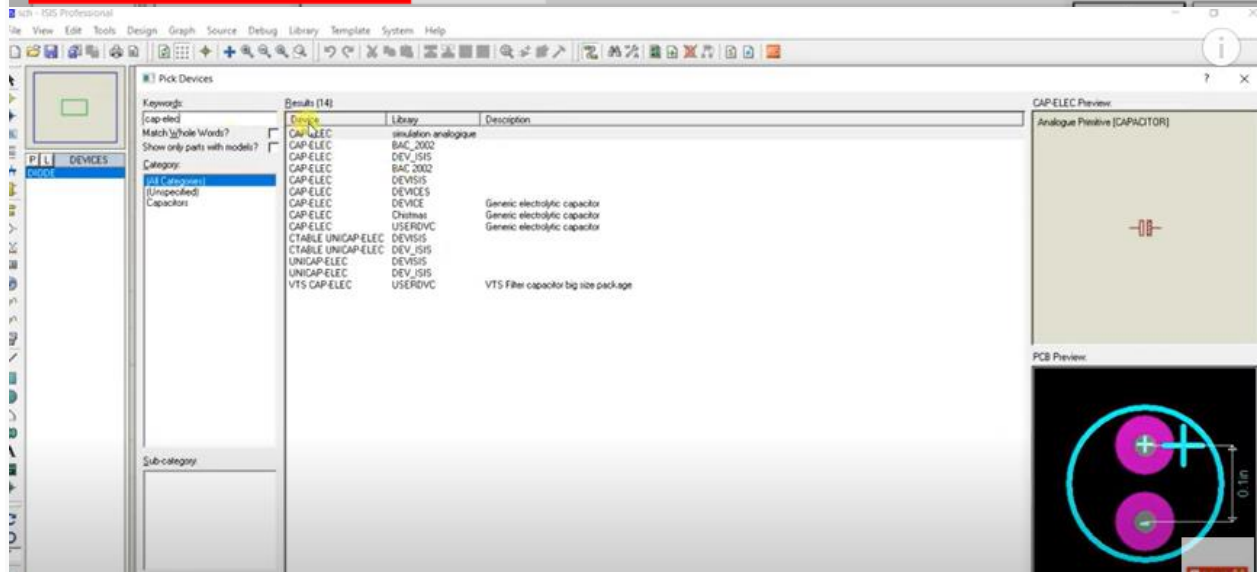 sch - ISIS Professional
File View Edit Tools Design Graph Source Debug Library Template System Help
Pick Devices
? ×
Keywords:
cap-elec
Match Whole Words?
Show only parts with models?
Category:
(All Categories)
(Unspecified)
Capacitors
Sub-category:
P L DEVICES
DIODE
Results (14):
Device Library Description
CAP-ELEC simulation analogique
CAP-ELEC BAC_2002
CAP-ELEC DEV_ISIS
CAP-ELEC BAC 2002
CAP-ELEC DEVISIS
CAP-ELEC DEVICES
CAP-ELEC DEVICE Generic electrolytic capacitor
CAP-ELEC Chistmas Generic electrolytic capacitor
CAP-ELEC USERDVC Generic electrolytic capacitor
CTABLE UNICAP-ELEC DEVISIS
CTABLE UNICAP-ELEC DEV_ISIS
UNICAP-ELEC DEVISIS
UNICAP-ELEC DEV_ISIS
VTS CAP-ELEC USERDVC VTS Filter capacitor big size package
CAP-ELEC Preview:
Analogue Primitive [CAPACITOR]
PCB Preview:
0.1in